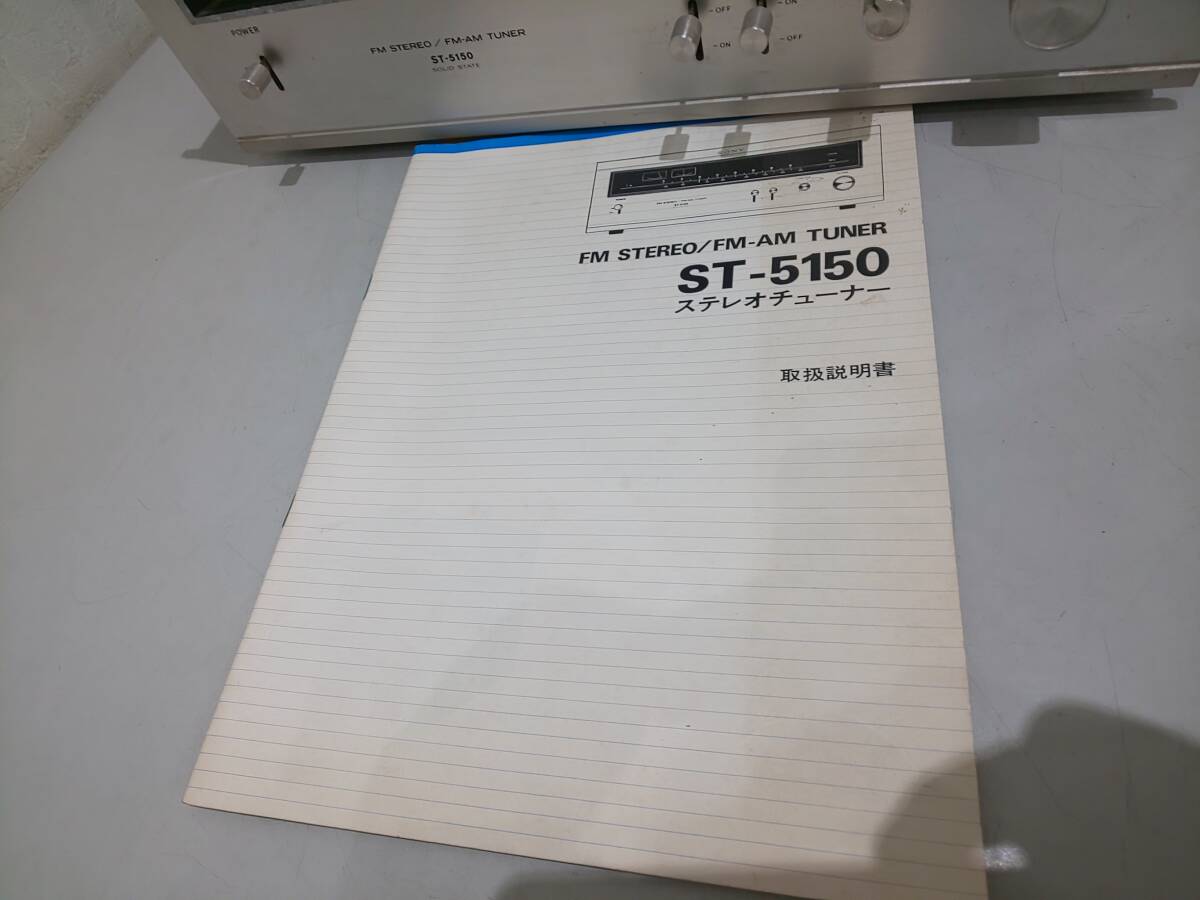 POWER
FM STEREO / FM-AM TUNER
ST-5150
SOLID STATE
OFF
ON
ON
OFF
SONY
FM STEREO/FM-AM TUNER
ST-5150
ステレオチューナー
取扱説明書